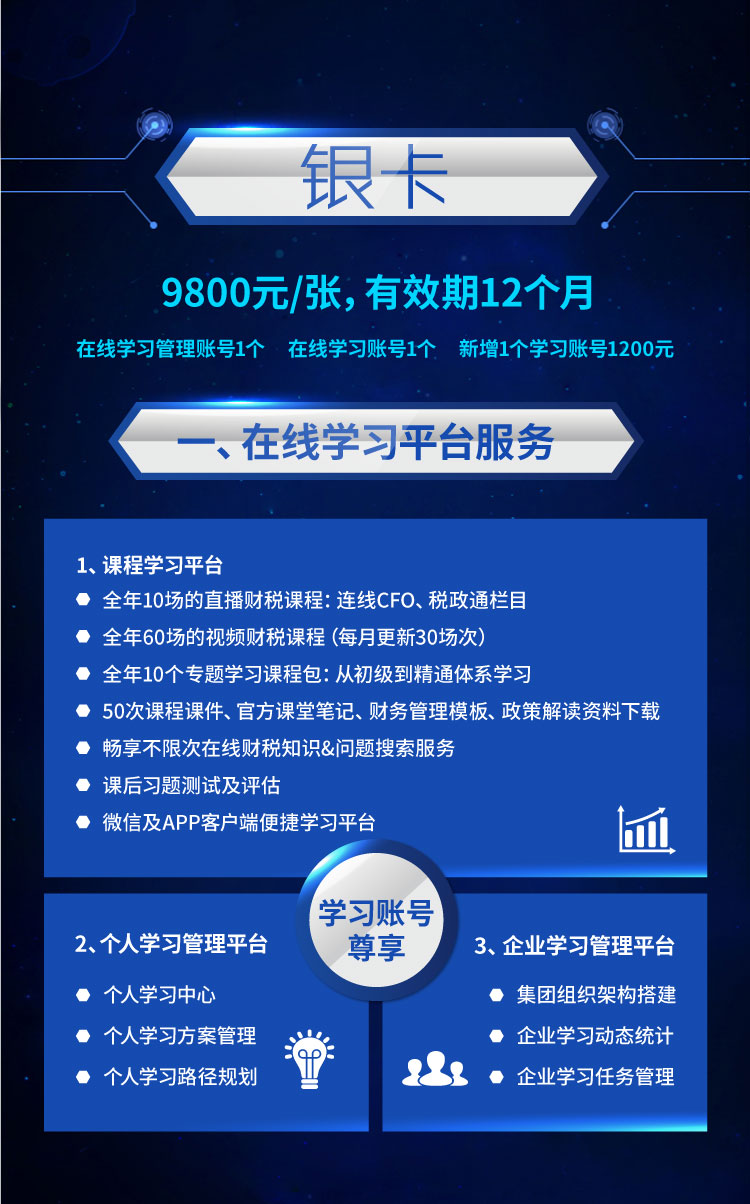 银卡
9800元/张，有效期12个月
在线学习管理账号1个 在线学习账号1个 新增1个学习账号1200元
一、在线学习平台服务
1、课程学习平台
全年10场的直播财税课程：连线CFO、税政通栏目
全年60场的视频财税课程（每月更新30场次）
全年10个专题学习课程包：从初级到精通体系学习
50次课程课件、官方课堂笔记、财务管理模板、政策解读资料下载
畅享不限次在线财税知识&问题搜索服务
课后习题测试及评估
微信及APP客户端便捷学习平台
学习账号
尊享
2、个人学习管理平台
个人学习中心
个人学习方案管理
个人学习路径规划
3、企业学习管理平台
集团组织架构搭建
企业学习动态统计
企业学习任务管理